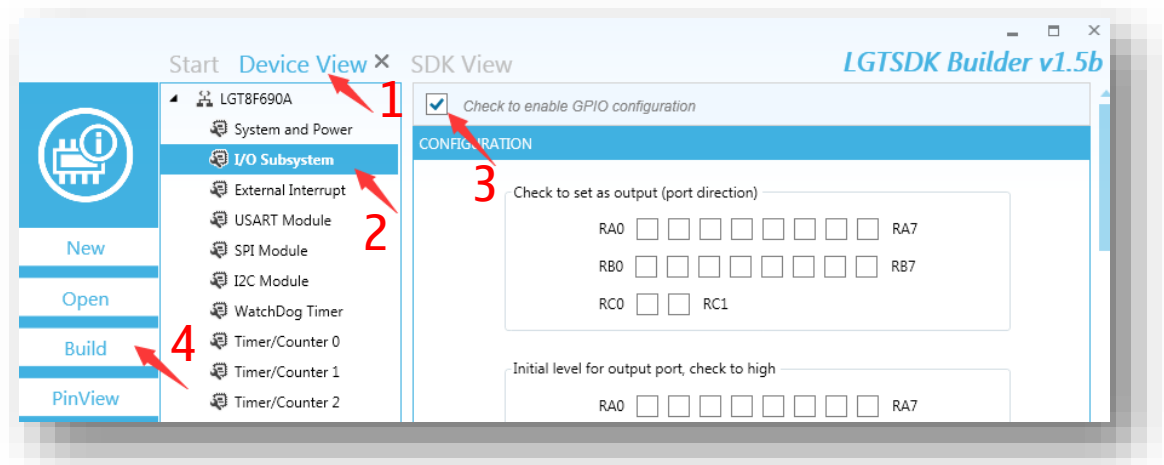 Start Device View × SDK View LGTSDK Builder v1.5b
1
LGT8F690A
System and Power
I/O Subsystem
External Interrupt
USART Module
SPI Module
I2C Module
WatchDog Timer
Timer/Counter 0
Timer/Counter 1
Timer/Counter 2
2
New
Open
Build
PinView
4
Check to enable GPIO configuration
CONFIGURATION
3
Check to set as output (port direction)
RA0 RA7
RB0 RB7
RC0 RC1
Initial level for output port, check to high
RA0 RA7